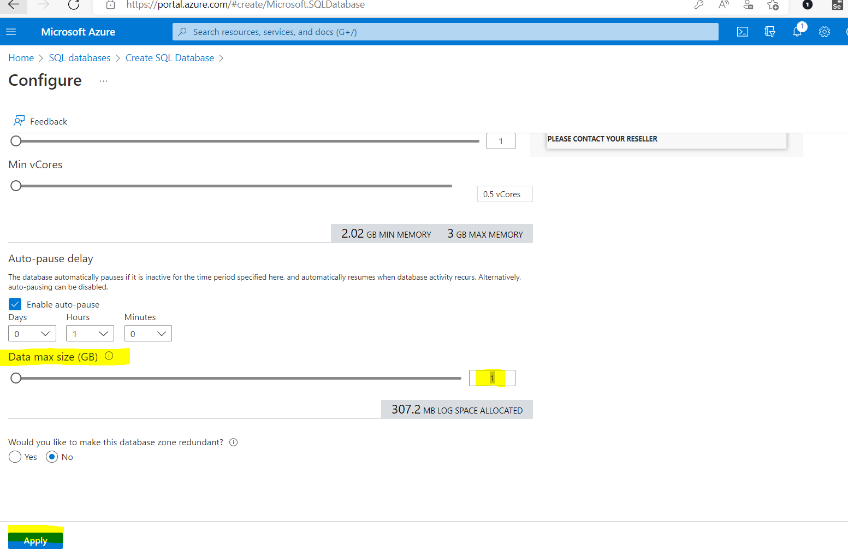 https://portal.azure.com/#create/Microsoft.SQLDatabase
Microsoft Azure
Search resources, services, and docs (G+/)
1
Home > SQL databases > Create SQL Database >
Configure ...
Feedback
1
PLEASE CONTACT YOUR RESELLER
Min vCores
0.5 vCores
2.02 GB MIN MEMORY 3 GB MAX MEMORY
Auto-pause delay
The database automatically pauses if it is inactive for the time period specified here, and automatically resumes when database activity recurs. Alternatively,
auto-pausing can be disabled.
Enable auto-pause
Days Hours Minutes
0 1 0
Data max size (GB)
1
307.2 MB LOG SPACE ALLOCATED
Would you like to make this database zone redundant?
Yes No
Apply